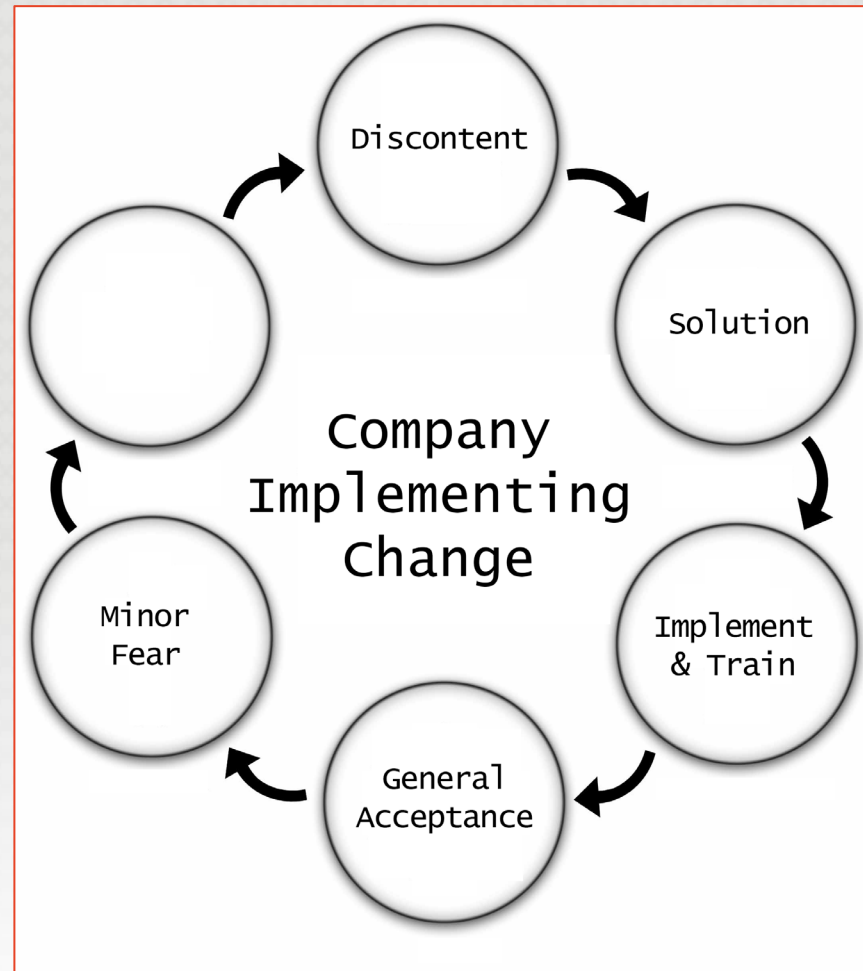 Discontent
Solution
Company
Implementing
Change
Minor
Fear
Implement
& Train
General
Acceptance